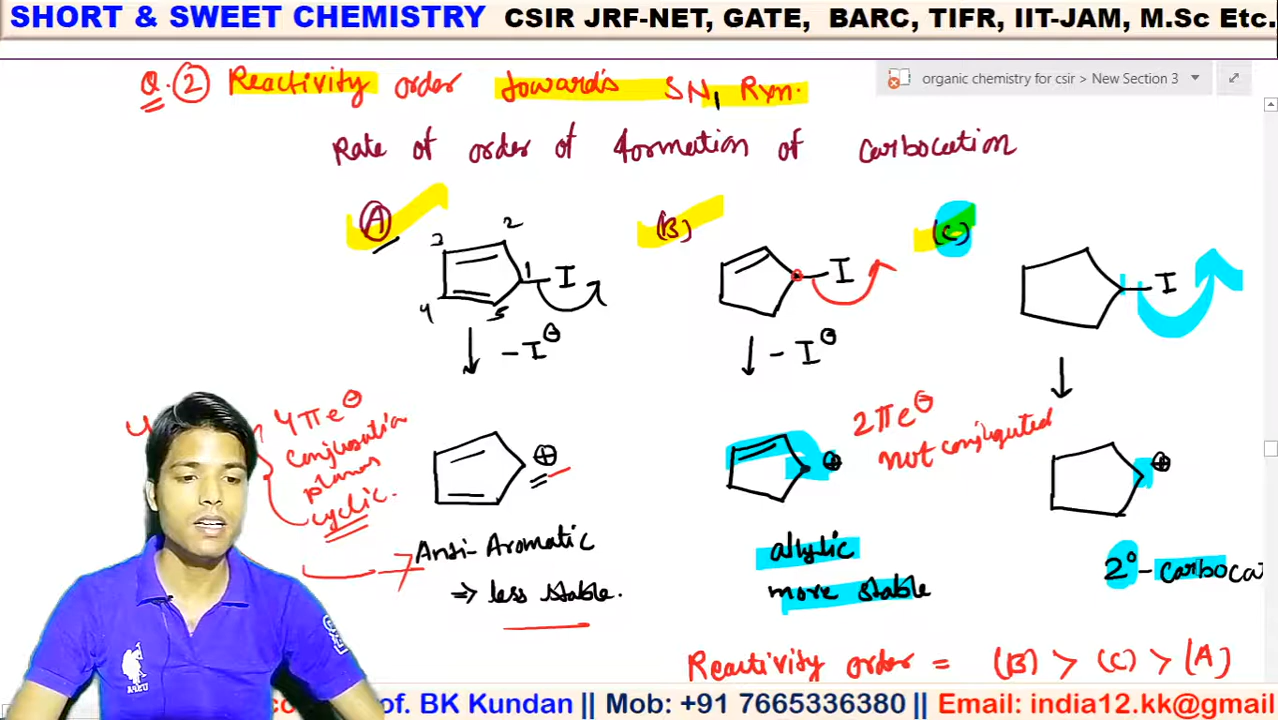 SHORT & SWEET CHEMISTRY CSIR JRF-NET, GATE, BARC, TIFR, IIT-JAM, M.Sc Etc.
organic chemistry for csir > New Section 3
Q.② Reactivity order towards SN1 Rxn.
Rate of order of formation of carbocation
(A) (B) (C)
2
3
1
I
I
I
4
5
- I⊖
- I⊖
4πe⊖
conjugation
planar
cyclic.
⊕
2πe⊖
not conjugated
⊕
⊕
Anti-Aromatic
⇒ less stable.
allylic
more stable
2°-carboca
Reactivity order = (B) > (C) > (A)
of. BK Kundan || Mob: +91 7665336380 || Email: india12.kk@gmail